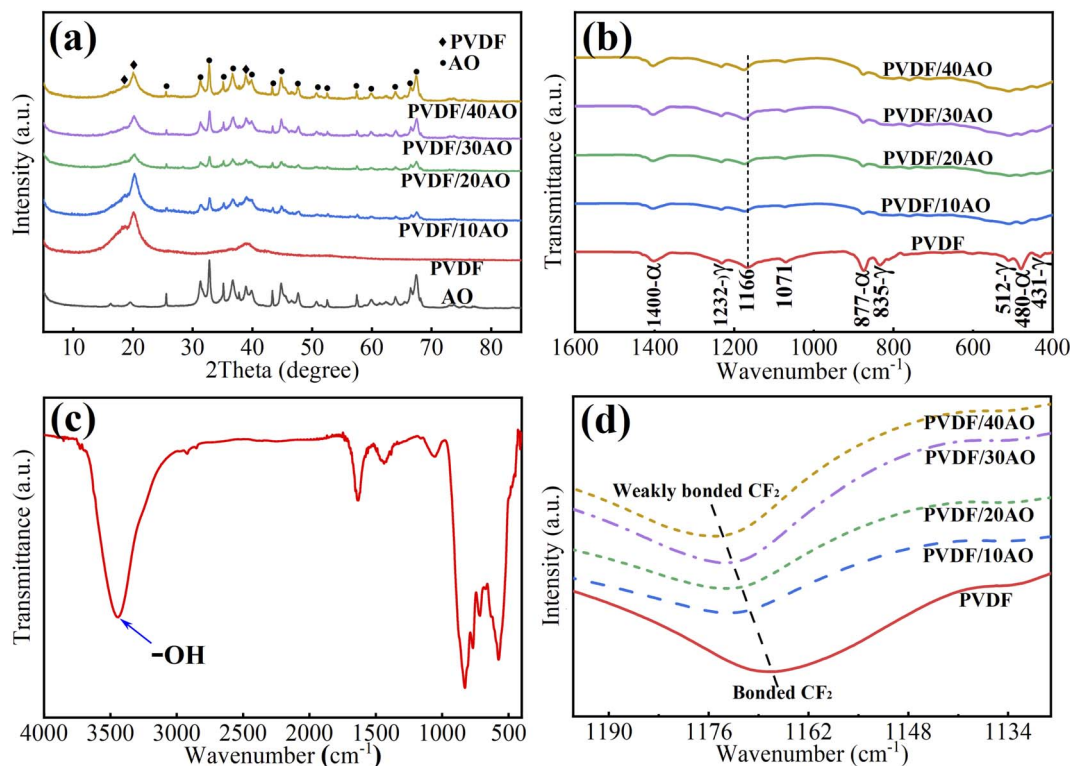 (a)
♦PVDF
●AO
PVDF/40AO
PVDF/30AO
PVDF/20AO
PVDF/10AO
PVDF
AO
Intensity (a.u.)
10 20 30 40 50 60 70 80
2Theta (degree)
(b)
PVDF/40AO
PVDF/30AO
PVDF/20AO
PVDF/10AO
PVDF
1400-α
1232-)γ
1166
1071
877-α
835-γ
512-γ
480-α
431-γ
Transmittance (a.u.)
1600 1400 1200 1000 800 600 400
Wavenumber (cm-1)
(c)
-OH
Transmittance (a.u.)
4000 3500 3000 2500 2000 1500 1000 500
Wavenumber (cm-1)
(d)
PVDF/40AO
PVDF/30AO
Weakly bonded CF2
PVDF/20AO
PVDF/10AO
PVDF
Bonded CF2
Intensity (a.u.)
1190 1176 1162 1148 1134
Wavenumber (cm-1)